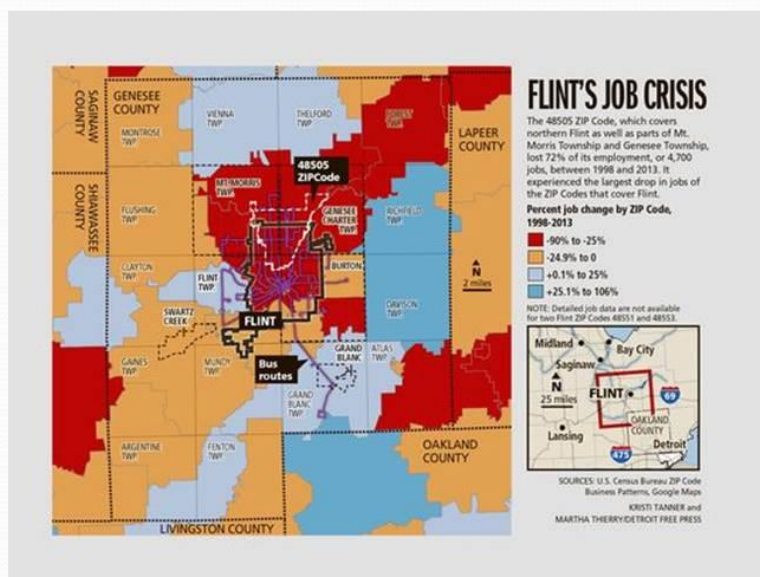 FLINT'S JOB CRISIS
The 48505 ZIP Code, which covers
northern Flint as well as parts of Mt.
Morris Township and Genesee Township,
lost 72% of its employment, or 4,700
jobs, between 1998 and 2013. It
experienced the largest drop in jobs of
the ZIP Codes that cover Flint.
Percent job change by ZIP Code,
1998-2013
-90% to -25%
-24.9% to 0
+0.1% to 25%
+25.1% to 106%
NOTE: Detailed job data are not available
for two Flint ZIP Codes 48551 and 48553.
SAGINAW
COUNTY
GENESEE
COUNTY
MONTROSE
TWP.
VIENNA
TWP.
THELFORD
TWP.
FOREST
TWP.
LAPEER
COUNTY
SHIAWASSEE
COUNTY
48505
ZIPCode
MT. MORRIS
TWP.
FLUSHING
TWP.
GENESEE
CHARTER
TWP.
RICHFIELD
TWP.
CLAYTON
TWP.
FLINT
TWP.
BURTON
N
2 miles
SWARTZ
CREEK
FLINT
DAVISON
TWP.
GAINES
TWP.
MUNDY
TWP.
Bus
routes
GRAND
BLANC
ATLAS
TWP.
GRAND
BLANC
TWP.
ARGENTINE
TWP.
FENTON
TWP.
OAKLAND
COUNTY
LIVINGSTON COUNTY
Midland
Bay City
Saginaw
N
25 miles
FLINT
69
OAKLAND
COUNTY
Lansing
475
Detroit
SOURCES: U.S. Census Bureau ZIP Code
Business Patterns, Google Maps
KRISTI TANNER and
MARTHA THIERRY/DETROIT FREE PRESS